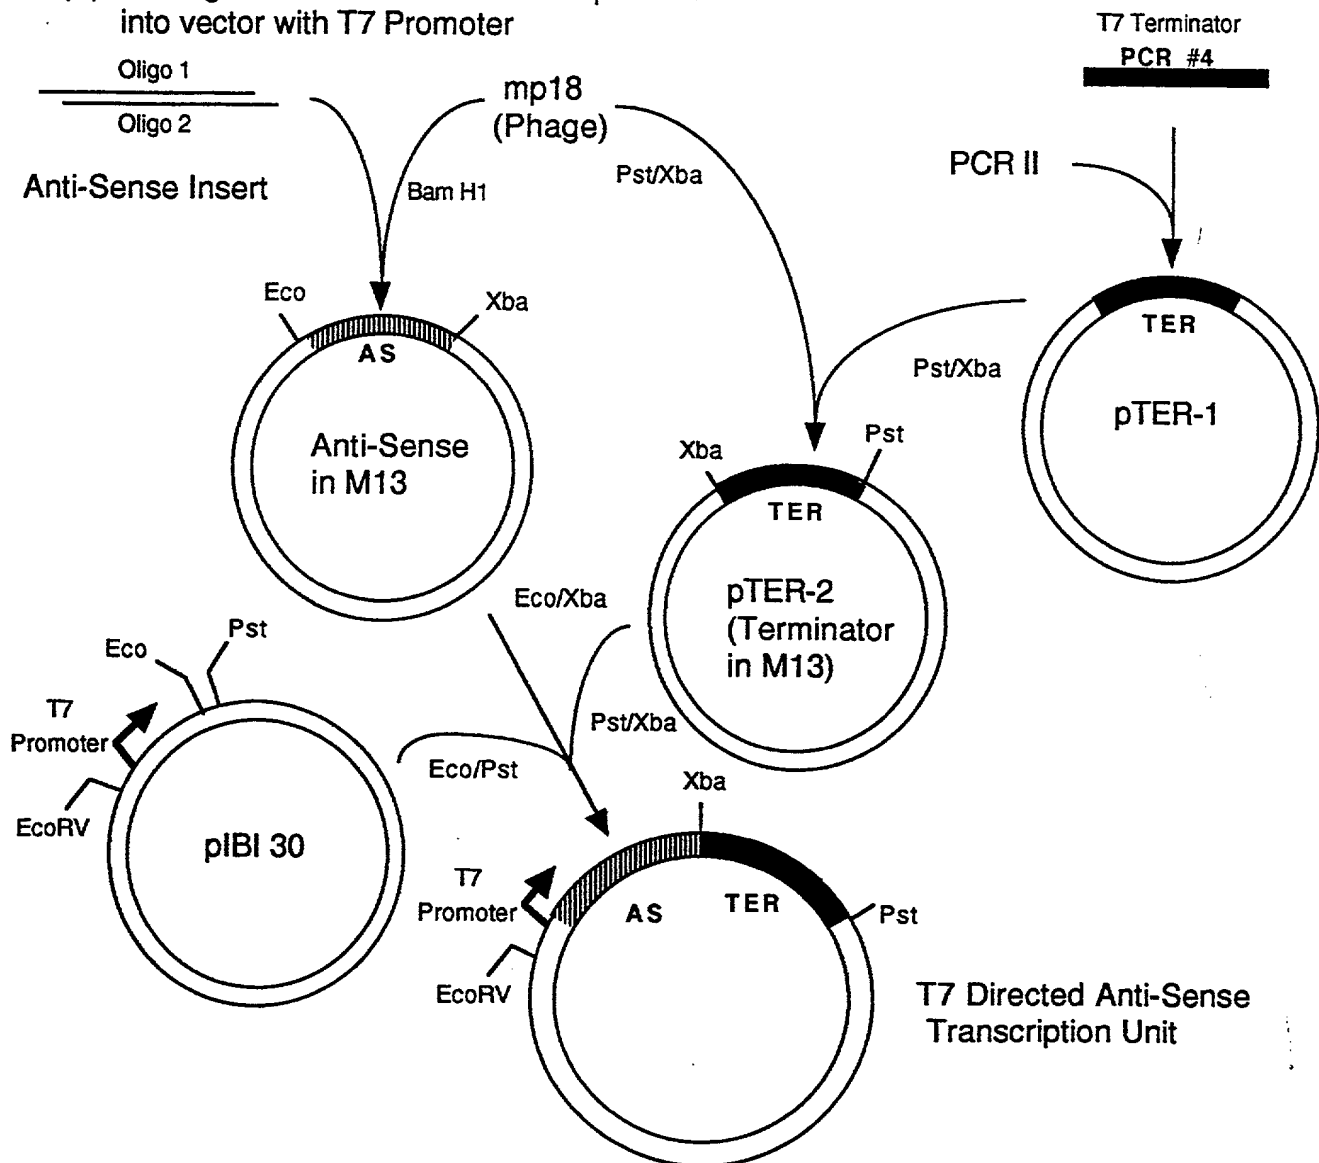 into vector with T7 Promoter
T7 Terminator
PCR #4
Oligo 1
Oligo 2
mp18
(Phage)
PCR II
Anti-Sense Insert
Bam H1
Pst/Xba
Eco
Xba
AS
Anti-Sense
in M13
TER
pTER-1
Pst/Xba
Xba
Pst
TER
pTER-2
(Terminator
in M13)
Eco/Xba
Pst/Xba
Eco
Pst
T7
Promoter
EcoRV
pIBI 30
Eco/Pst
Xba
T7
Promoter
AS
TER
Pst
EcoRV
T7 Directed Anti-Sense
Transcription Unit